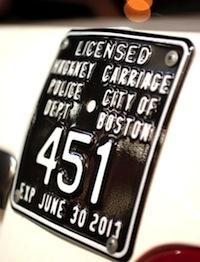 LICENSED
HACKNEY CARRIAGE
POLICE CITY OF
DEPT BOSTON
451
EXP JUNE 30 2013